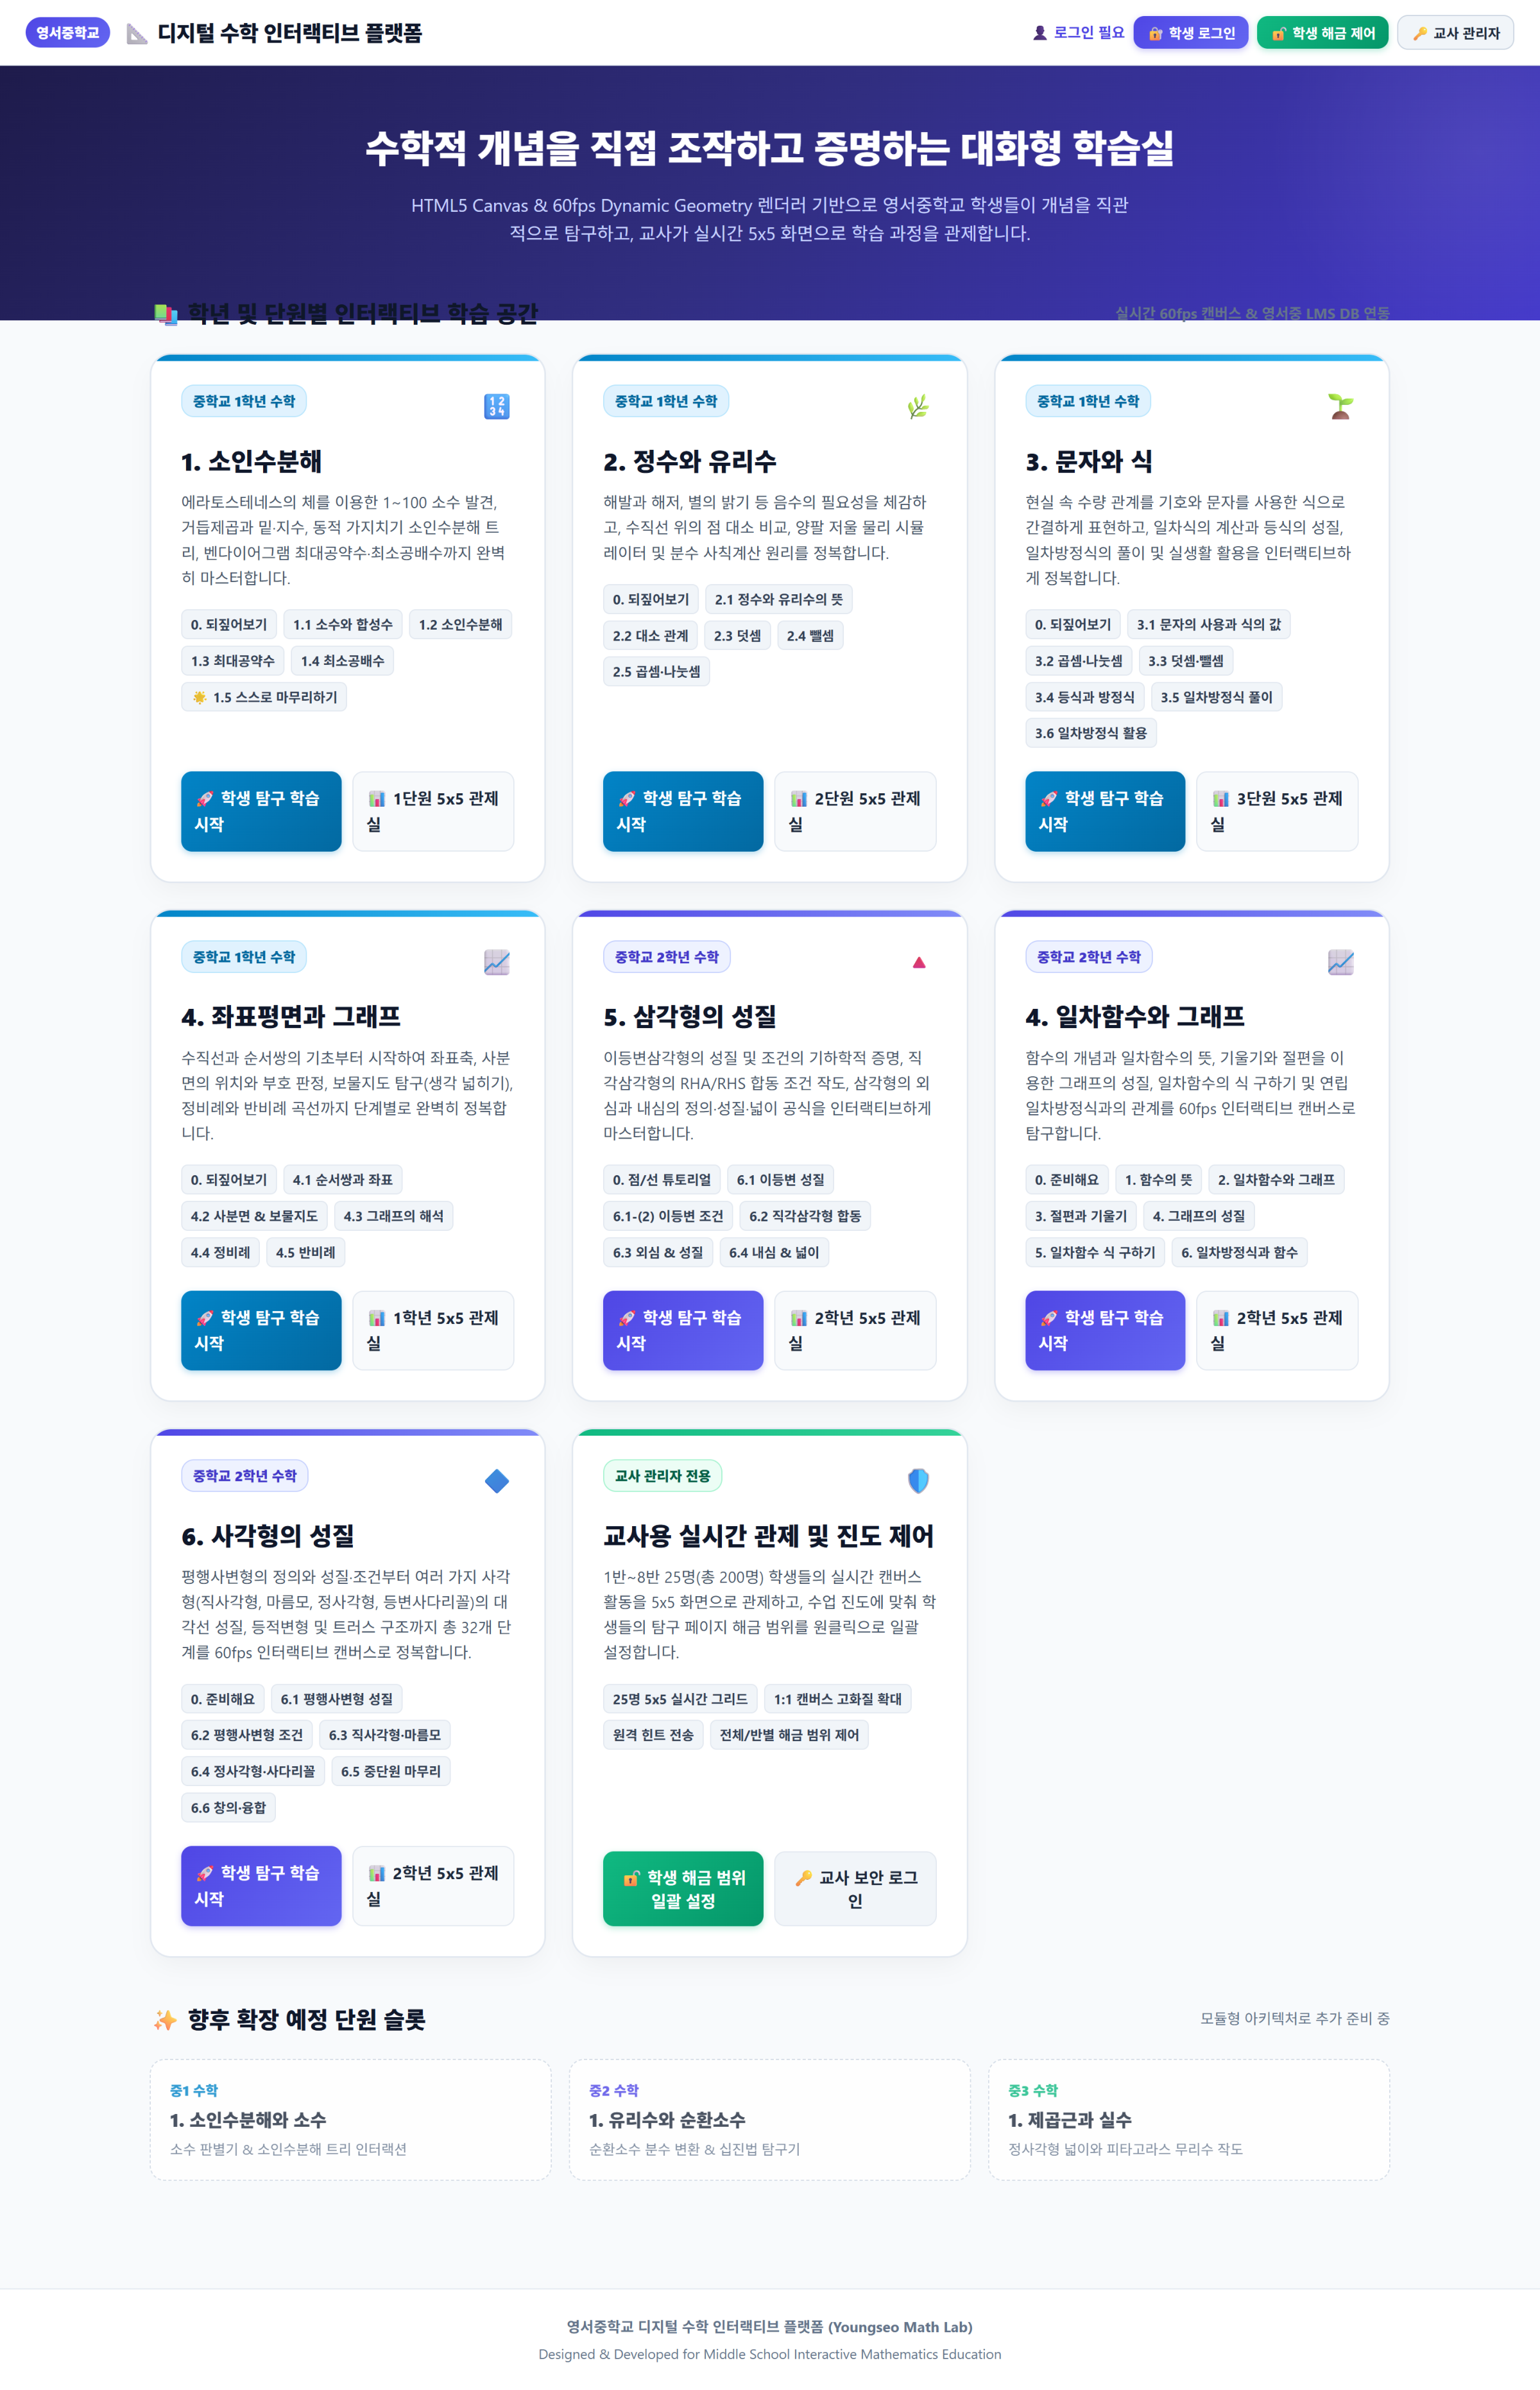 영서중학교
디지털 수학 인터랙티브 플랫폼
로그인 필요
학생 로그인
학생 해금 제어
교사 관리자
수학적 개념을 직접 조작하고 증명하는 대화형 학습실
HTML5 Canvas & 60fps Dynamic Geometry 렌더러 기반으로 영서중학교 학생들이 개념을 직관
적으로 탐구하고, 교사가 실시간 5x5 화면으로 학습 과정을 관제합니다.
학년 및 단원별 인터랙티브 학습 공간
실시간 60fps 캔버스 & 영서중 LMS DB 연동
중학교 1학년 수학
1. 소인수분해
에라토스테네스의 체를 이용한 1~100 소수 발견,
거듭제곱과 밑·지수, 동적 가지치기 소인수분해 트
리, 벤다이어그램 최대공약수·최소공배수까지 완벽
히 마스터합니다.
0. 되짚어보기
1.1 소수와 합성수
1.2 소인수분해
1.3 최대공약수
1.4 최소공배수
1.5 스스로 마무리하기
🚀 학생 탐구 학습
시작
📊 1단원 5x5 관제
실
중학교 1학년 수학
2. 정수와 유리수
해발과 해저, 별의 밝기 등 음수의 필요성을 체감하
고, 수직선 위의 점 대소 비교, 양팔 저울 물리 시뮬
레이터 및 분수 사칙계산 원리를 정복합니다.
0. 되짚어보기
2.1 정수와 유리수의 뜻
2.2 대소 관계
2.3 덧셈
2.4 뺄셈
2.5 곱셈·나눗셈
🚀 학생 탐구 학습
시작
📊 2단원 5x5 관제
실
중학교 1학년 수학
3. 문자와 식
현실 속 수량 관계를 기호와 문자를 사용한 식으로
간결하게 표현하고, 일차식의 계산과 등식의 성질,
일차방정식의 풀이 및 실생활 활용을 인터랙티브하
게 정복합니다.
0. 되짚어보기
3.1 문자의 사용과 식의 값
3.2 곱셈·나눗셈
3.3 덧셈·뺄셈
3.4 등식과 방정식
3.5 일차방정식 풀이
3.6 일차방정식 활용
🚀 학생 탐구 학습
시작
📊 3단원 5x5 관제
실
중학교 1학년 수학
4. 좌표평면과 그래프
수직선과 순서쌍의 기초부터 시작하여 좌표축, 사분
면의 위치와 부호 판정, 보물지도 탐구(생각 넓히기),
정비례와 반비례 곡선까지 단계별로 완벽히 정복합
니다.
0. 되짚어보기
4.1 순서쌍과 좌표
4.2 사분면 & 보물지도
4.3 그래프의 해석
4.4 정비례
4.5 반비례
🚀 학생 탐구 학습
시작
📊 1학년 5x5 관제
실
중학교 2학년 수학
5. 삼각형의 성질
이등변삼각형의 성질 및 조건의 기하학적 증명, 직
각삼각형의 RHA/RHS 합동 조건 작도, 삼각형의 외
심과 내심의 정의·성질·넓이 공식을 인터랙티브하게
마스터합니다.
0. 점/선 튜토리얼
6.1 이등변 성질
6.1-(2) 이등변 조건
6.2 직각삼각형 합동
6.3 외심 & 성질
6.4 내심 & 넓이
🚀 학생 탐구 학습
시작
📊 2학년 5x5 관제
실
중학교 2학년 수학
4. 일차함수와 그래프
함수의 개념과 일차함수의 뜻, 기울기와 절편을 이
용한 그래프의 성질, 일차함수의 식 구하기 및 연립
일차방정식과의 관계를 60fps 인터랙티브 캔버스로
탐구합니다.
0. 준비해요
1. 함수의 뜻
2. 일차함수와 그래프
3. 절편과 기울기
4. 그래프의 성질
5. 일차함수 식 구하기
6. 일차방정식과 함수
🚀 학생 탐구 학습
시작
📊 2학년 5x5 관제
실
중학교 2학년 수학
6. 사각형의 성질
평행사변형의 정의와 성질·조건부터 여러 가지 사각
형(직사각형, 마름모, 정사각형, 등변사다리꼴)의 대
각선 성질, 등적변형 및 트러스 구조까지 총 32개 단
계를 60fps 인터랙티브 캔버스로 정복합니다.
0. 준비해요
6.1 평행사변형 성질
6.2 평행사변형 조건
6.3 직사각형·마름모
6.4 정사각형·사다리꼴
6.5 중단원 마무리
6.6 창의·융합
🚀 학생 탐구 학습
시작
📊 2학년 5x5 관제
실
교사 관리자 전용
교사용 실시간 관제 및 진도 제어
1반~8반 25명(총 200명) 학생들의 실시간 캔버스
활동을 5x5 화면으로 관제하고, 수업 진도에 맞춰 학
생들의 탐구 페이지 해금 범위를 원클릭으로 일괄
설정합니다.
25명 5x5 실시간 그리드
1:1 캔버스 고화질 확대
원격 힌트 전송
전체/반별 해금 범위 제어
🔓 학생 해금 범위
일괄 설정
🔑 교사 보안 로그
인
향후 확장 예정 단원 슬롯
모듈형 아키텍처로 추가 준비 중
중1 수학
1. 소인수분해와 소수
소수 판별기 & 소인수분해 트리 인터랙션
중2 수학
1. 유리수와 순환소수
순환소수 분수 변환 & 십진법 탐구기
중3 수학
1. 제곱근과 실수
정사각형 넓이와 피타고라스 무리수 작도
영서중학교 디지털 수학 인터랙티브 플랫폼 (Youngseo Math Lab)
Designed & Developed for Middle School Interactive Mathematics Education